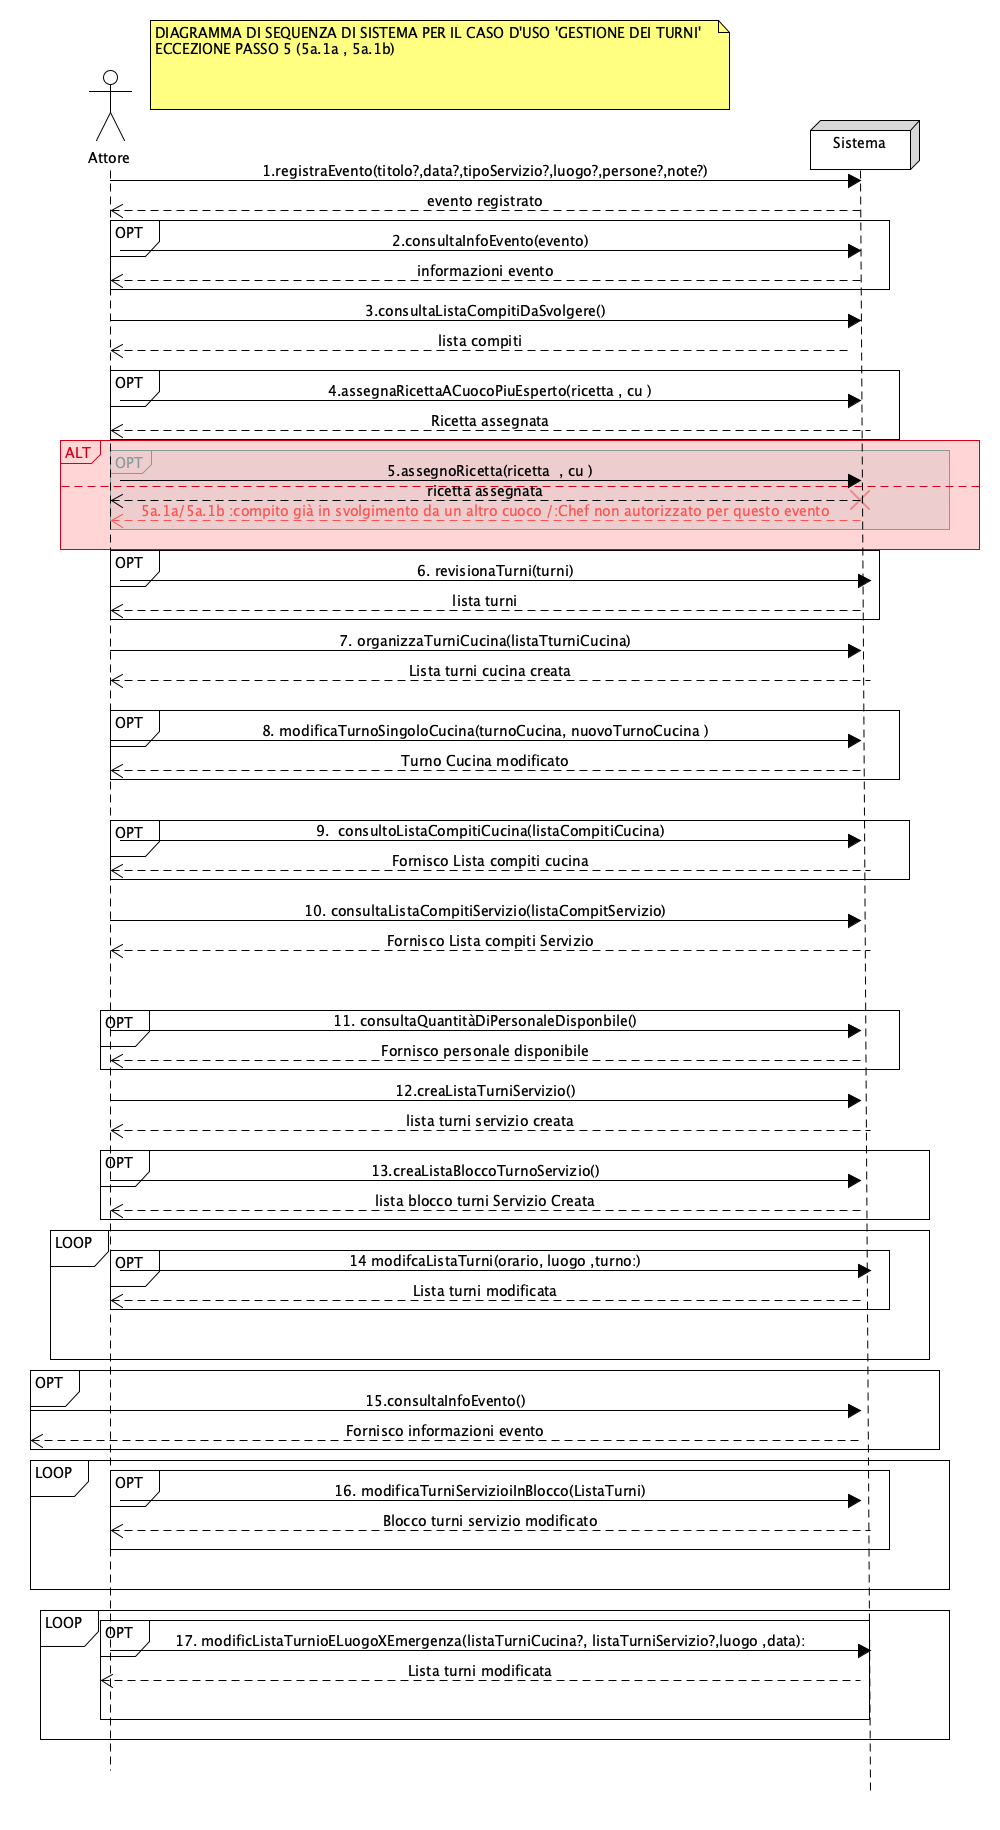 DIAGRAMMA DI SEQUENZA DI SISTEMA PER IL CASO D'USO 'GESTIONE DEI TURNI'
ECCEZIONE PASSO 5 (5a.1a , 5a.1b)
Attore
Sistema
1.registraEvento(titolo?,data?,tipoServizio?,luogo?,persone?,note?)
evento registrato
OPT
2.consultaInfoEvento(evento)
informazioni evento
3.consultaListaCompitiDaSvolgere()
lista compiti
OPT
4.assegnaRicettaACuocoPiuEsperto(ricetta , cu )
Ricetta assegnata
ALT
OPT
5.assegnoRicetta(ricetta  , cu )
ricetta assegnata
5a.1a/5a.1b :compito già in svolgimento da un altro cuoco /:Chef non autorizzato per questo evento
OPT
6. revisionaTurni(turni)
lista turni
7. organizzaTurniCucina(listaTturniCucina)
Lista turni cucina creata
OPT
8. modificaTurnoSingoloCucina(turnoCucina, nuovoTurnoCucina )
Turno Cucina modificato
OPT
9.  consultoListaCompitiCucina(listaCompitiCucina)
Fornisco Lista compiti cucina
10. consultaListaCompitiServizio(listaCompitServizio)
Fornisco Lista compiti Servizio
OPT
11. consultaQuantitàDiPersonaleDisponbile()
Fornisco personale disponibile
12.creaListaTurniServizio()
lista turni servizio creata
OPT
13.creaListaBloccoTurnoServizio()
lista blocco turni Servizio Creata
LOOP
OPT
14 modifcaListaTurni(orario, luogo ,turno:)
Lista turni modificata
OPT
15.consultaInfoEvento()
Fornisco informazioni evento
LOOP
OPT
16. modificaTurniServizioiInBlocco(ListaTurni)
Blocco turni servizio modificato
LOOP
OPT
17. modificListaTurnioELuogoXEmergenza(listaTurniCucina?, listaTurniServizio?,luogo ,data):
Lista turni modificata